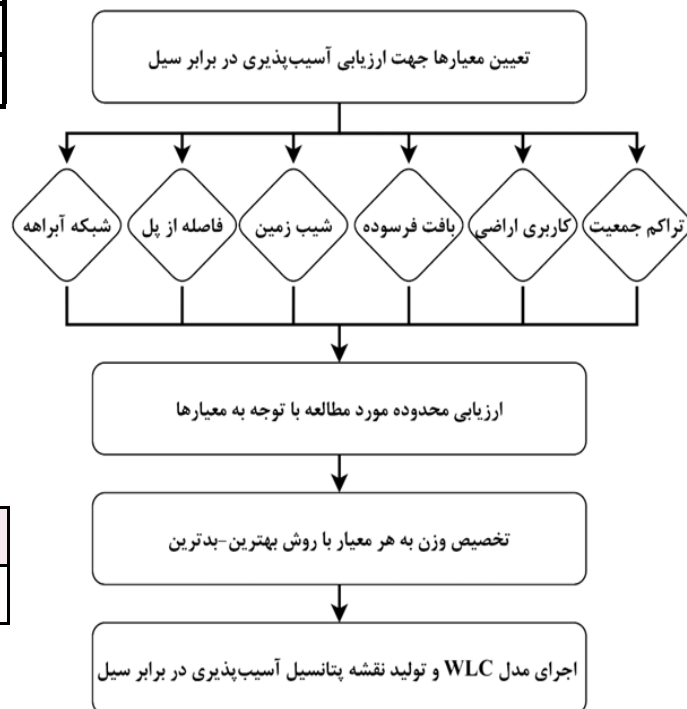 تعیین معیارها جهت ارزیابی آسیب‌پذیری در برابر سیل
تراکم جمعیت
کاربری اراضی
بافت فرسوده
شیب زمین
فاصله از پل
شبکه آبراهه
ارزیابی محدوده مورد مطالعه با توجه به معیارها
تخصیص وزن به هر معیار با روش بهترین-بدترین
اجرای مدل WLC و تولید نقشه پتانسیل آسیب‌پذیری در برابر سیل